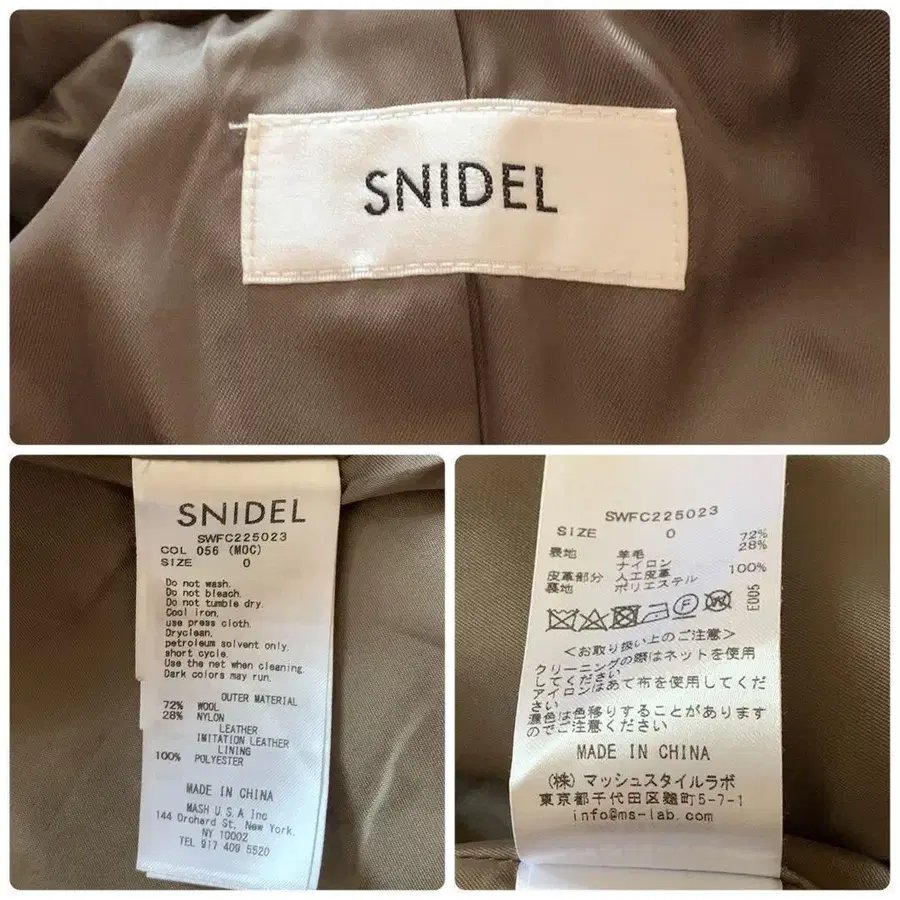 SNIDEL
SNIDEL
SWFC225023
COL 056 (MOC)
SIZE 0
Do not wash.
Do not bleach.
Do not tumble dry.
Cool iron.
use press cloth.
Dryclean.
petroleum solvent only.
short cycle.
Use the net when cleaning.
Dark colors may run.
OUTER MATERIAL
72% WOOL
28% NYLON
LEATHER
IMITATION LEATHER
LINING
100% POLYESTER
MADE IN CHINA
MASH U.S.A Inc
144 Orchard St. New York.
NY 10002
TEL 917 409 5520
SWFC225023
SIZE 0
表地 羊毛 72%
ナイロン 28%
皮革部分 人工皮革
裏地 ポリエステル 100%
E005
<お取り扱い上のご注意>
クリーニングの際はネットを使用
してください
アイロンはあて布を使用してくだ
さい
濃色は色移りすることがあります
のでご注意ください
MADE IN CHINA
(株) マッシュスタイルラボ
東京都千代田区麹町5-7-1
info@ms-lab.com